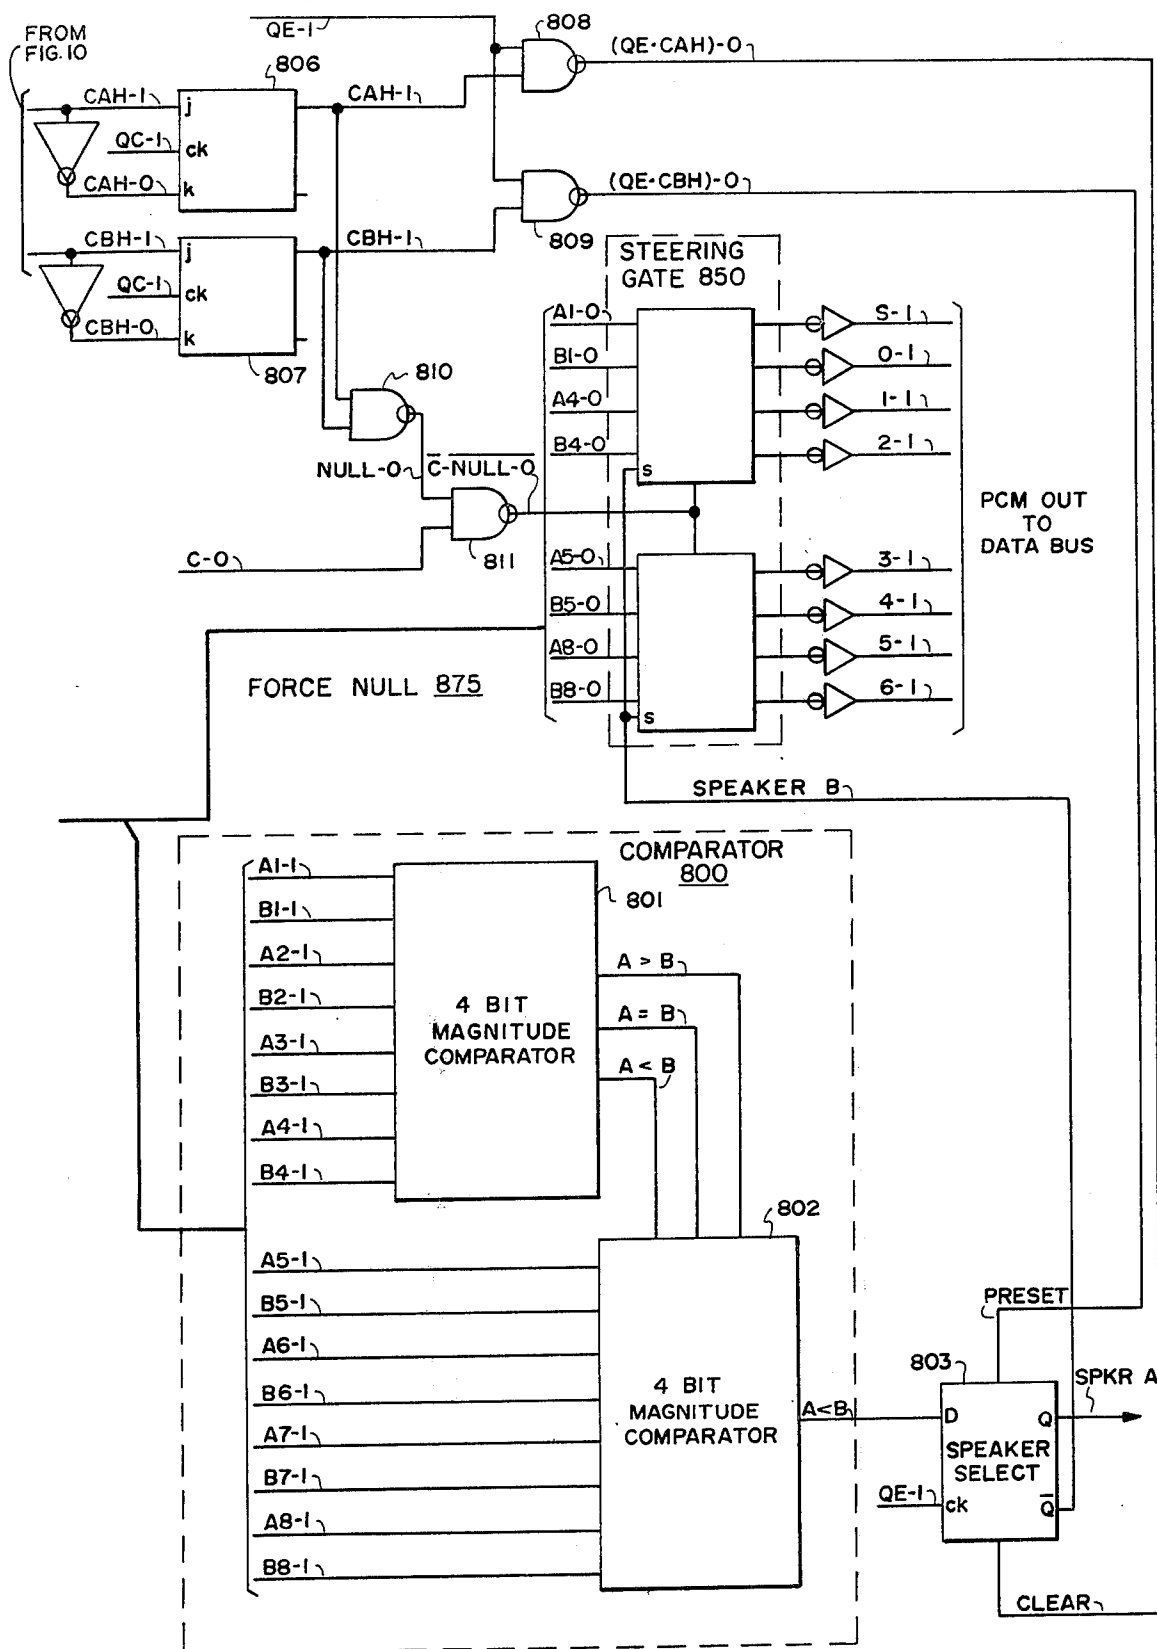 FROM
FIG. 10
QE-1
808
(QE·CAH)-0
806
CAH-1
j
CAH-1
QC-1
ck
CAH-0
k
(QE·CBH)-0
809
CBH-1
j
CBH-1
QC-1
ck
CBH-0
k
807
STEERING
GATE 850
A1-0
B1-0
A4-0
B4-0
s
S-1
0-1
1-1
2-1
810
NULL-0
C-NULL-0
811
C-0
A5-0
B5-0
A8-0
B8-0
s
3-1
4-1
5-1
6-1
PCM OUT
TO
DATA BUS
FORCE NULL 875
SPEAKER B
COMPARATOR
800
A1-1
B1-1
A2-1
B2-1
A3-1
B3-1
A4-1
B4-1
801
4 BIT
MAGNITUDE
COMPARATOR
A > B
A = B
A < B
802
A5-1
B5-1
A6-1
B6-1
A7-1
B7-1
A8-1
B8-1
4 BIT
MAGNITUDE
COMPARATOR
A<B
PRESET
803
SPKR A
D
Q
SPEAKER
SELECT
QE-1
ck
Q̅
CLEAR